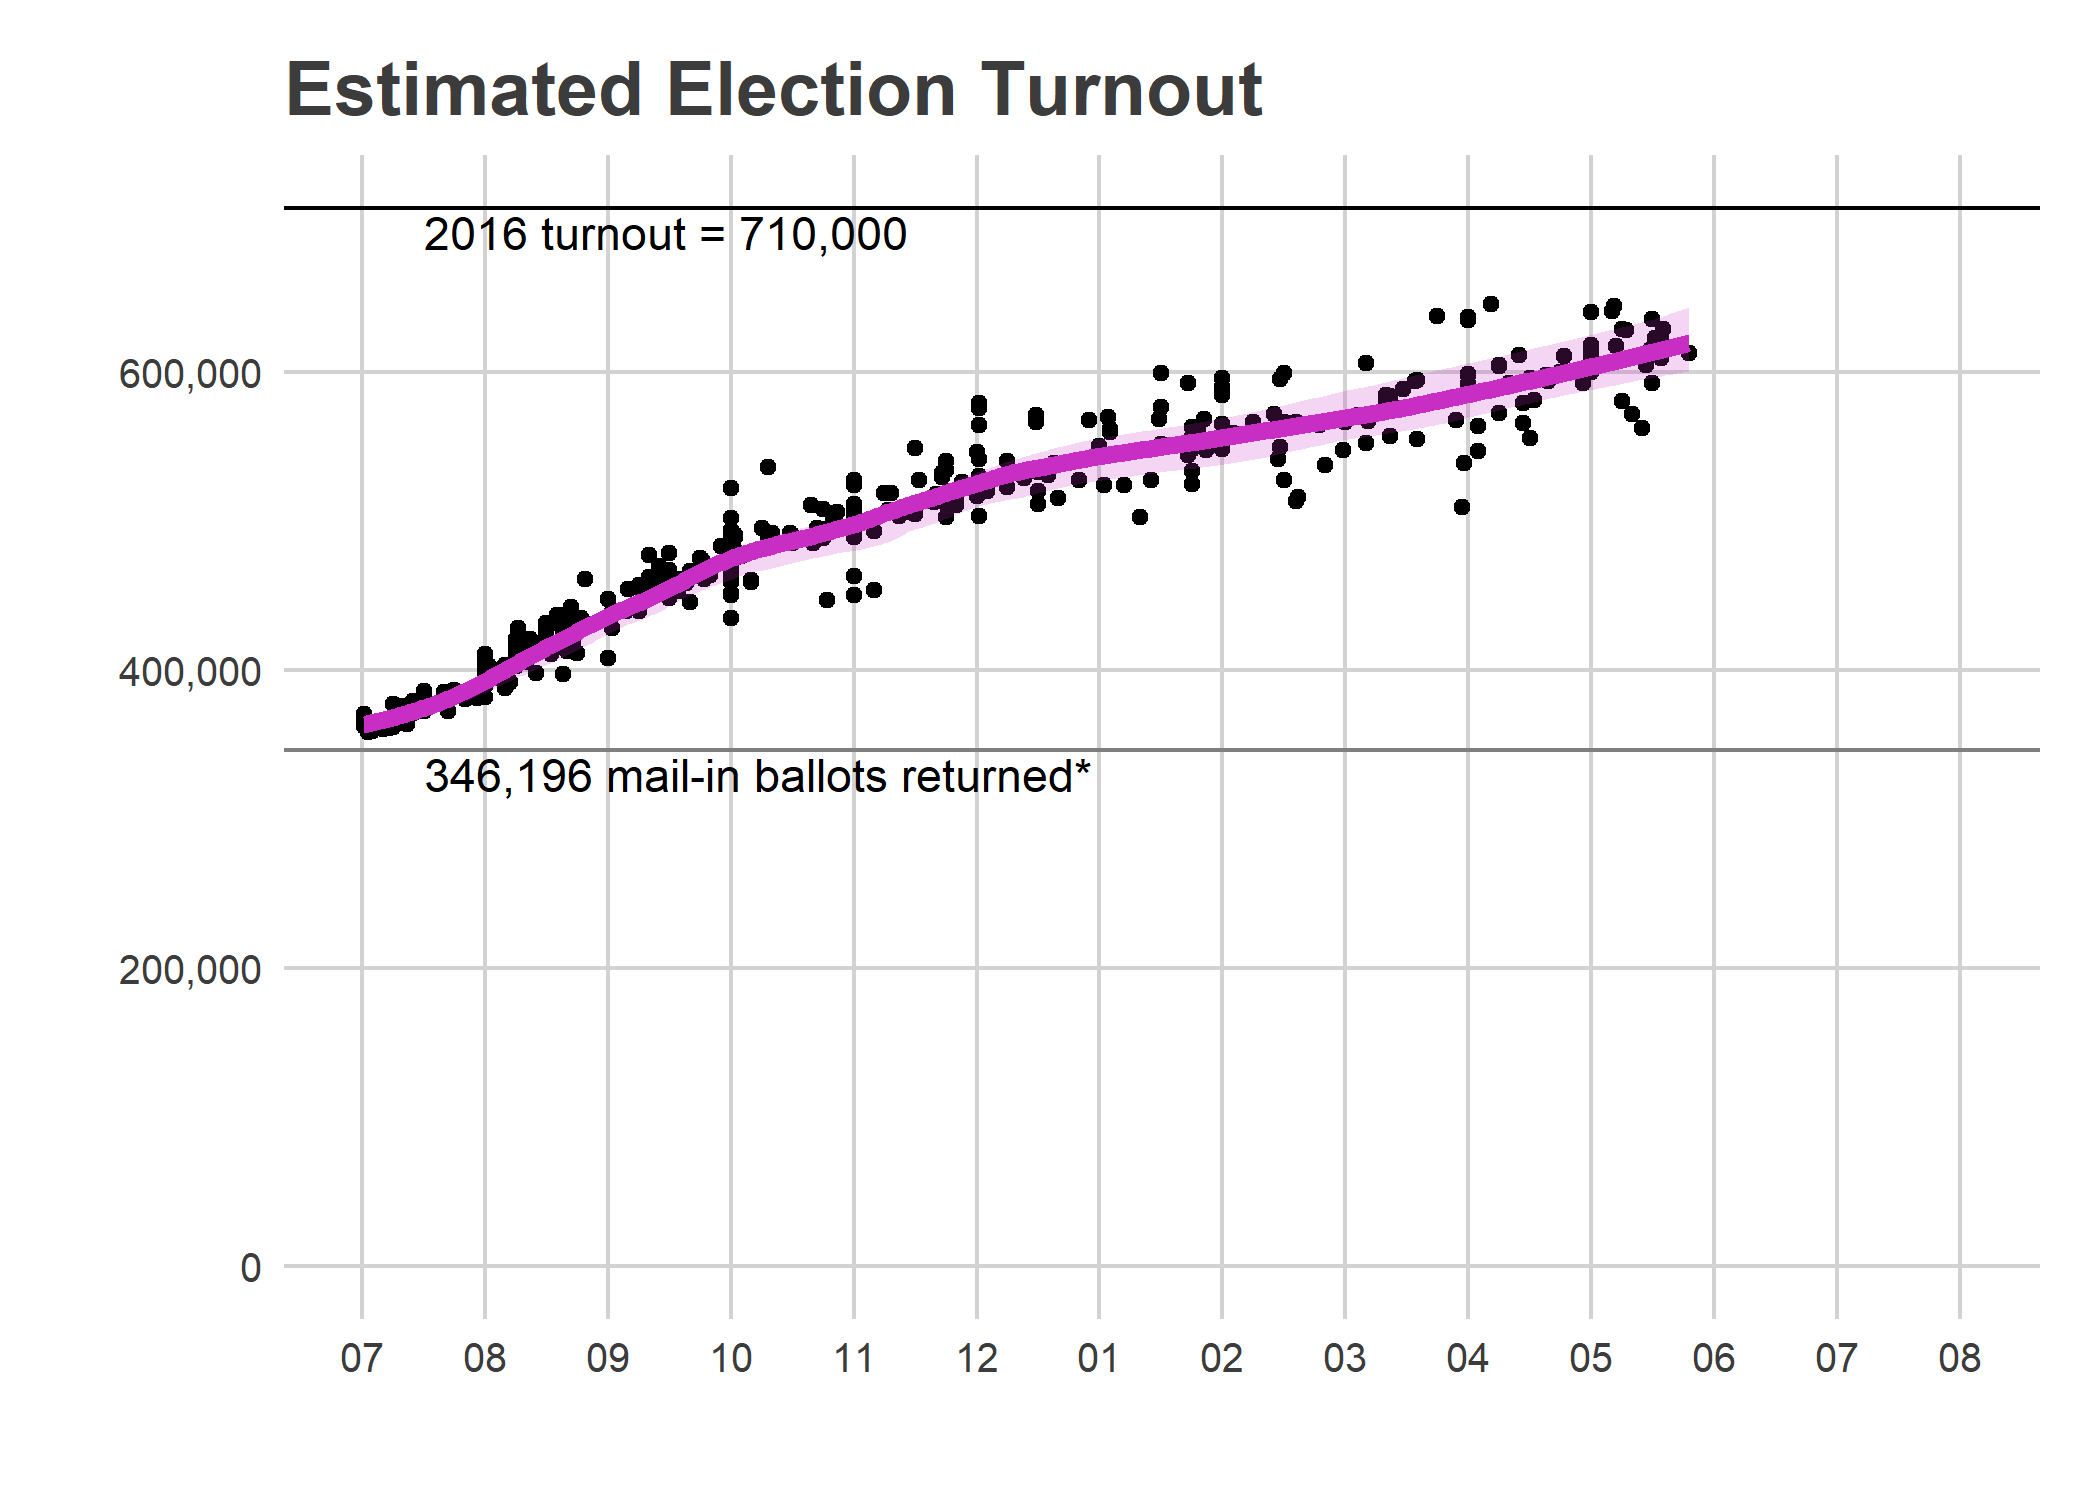 Estimated Election Turnout
2016 turnout = 710,000
600,000
400,000
346,196 mail-in ballots returned*
200,000
0
07 08 09 10 11 12 01 02 03 04 05 06 07 08